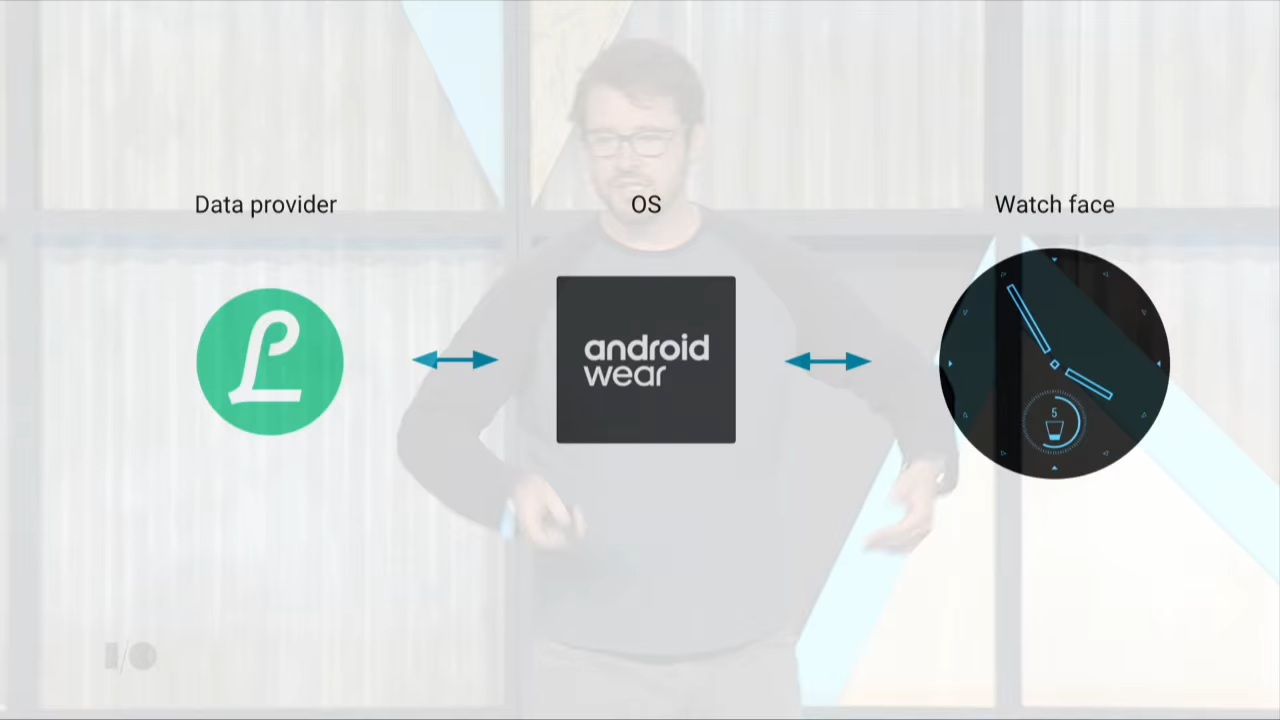 Data provider
OS
Watch face
L
android
wear
5
I/O